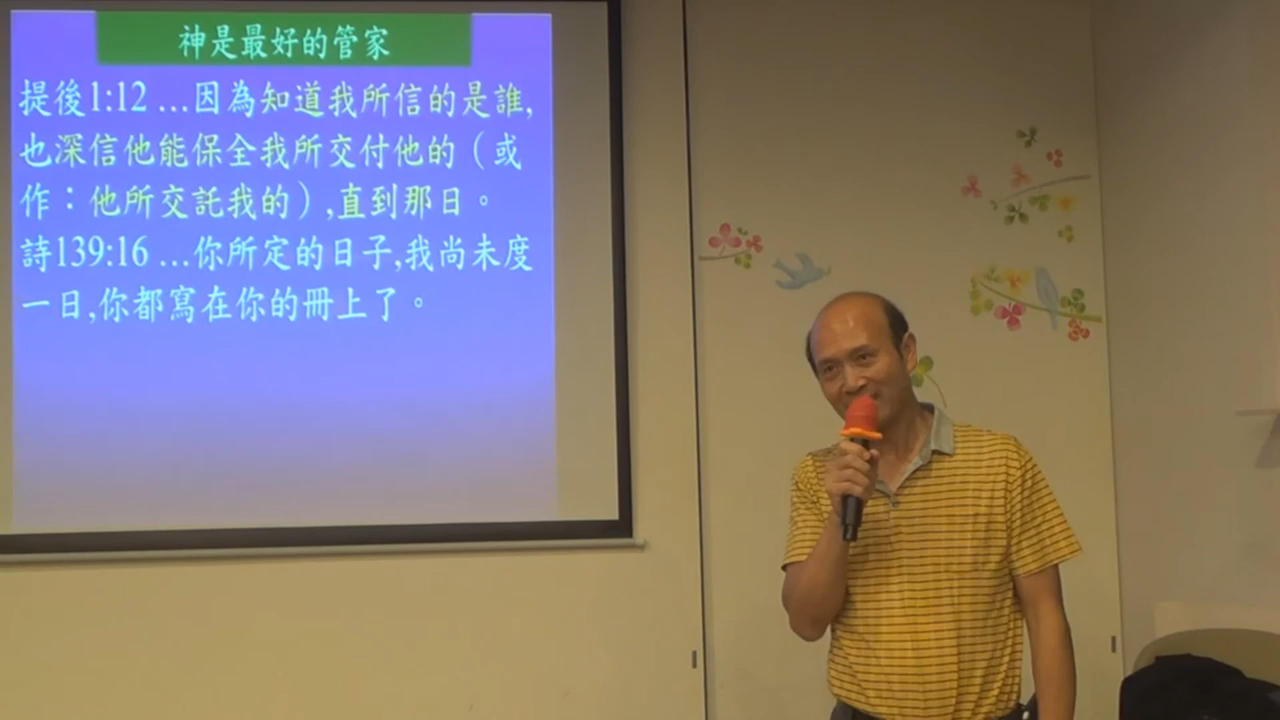 神是最好的管家
提後1:12 …因為知道我所信的是誰,
也深信他能保全我所交付他的（或
作：他所交託我的）,直到那日。
詩139:16 …你所定的日子,我尚未度
一日,你都寫在你的冊上了。